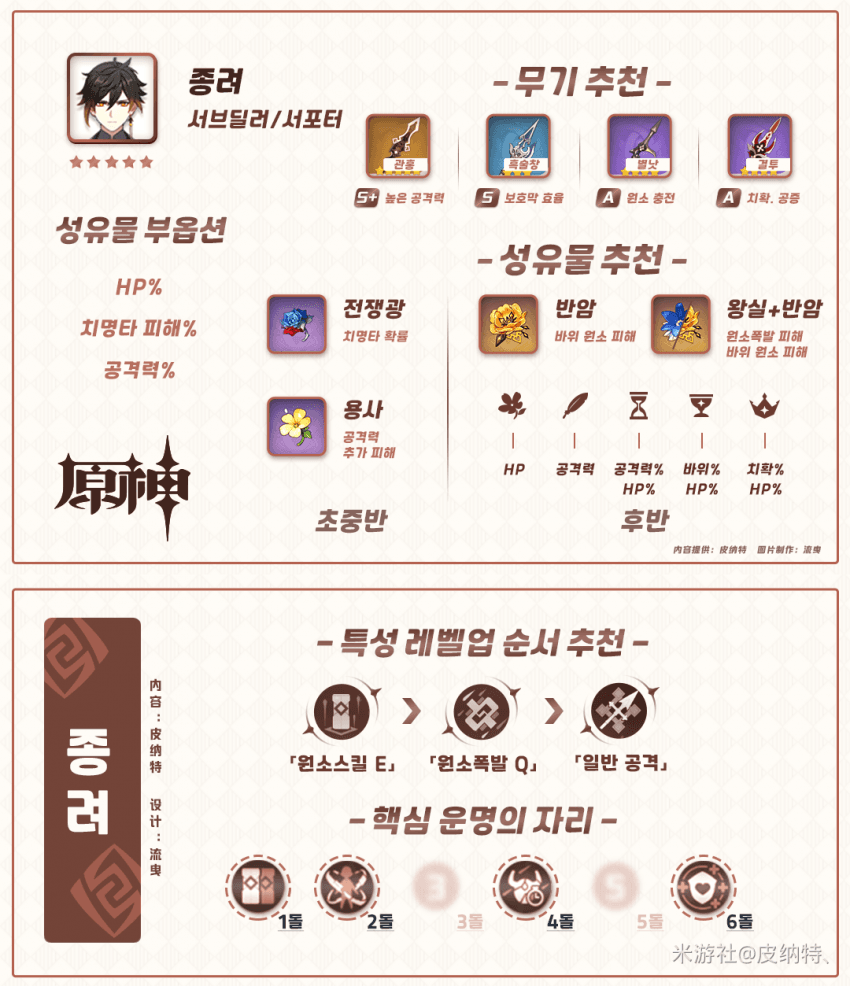 종려
서브딜러/서포터
성유물 부옵션
HP%
치명타 피해%
공격력%
原神
- 무기 추천 -
관홍
흑술창
별낫
결투
S+ 높은 공격력
S 보호막 효율
A 원소 충전
A 치확. 공증
- 성유물 추천 -
전쟁광
치명타 확률
용사
공격력
추가 피해
초중반
반암
바위 원소 피해
왕실+반암
원소폭발 피해
바위 원소 피해
HP
공격력
공격력%
HP%
바위%
HP%
치확%
HP%
후반
内容提供：皮纳特 图片制作：流曳
종려
内容：皮纳特 设计：流曳
- 특성 레벨업 순서 추천 -
「원소스킬 E」
「원소폭발 Q」
「일반 공격」
- 핵심 운명의 자리 -
3
5
1돌
2돌
3돌
4돌
5돌
6돌
米游社@皮纳特、